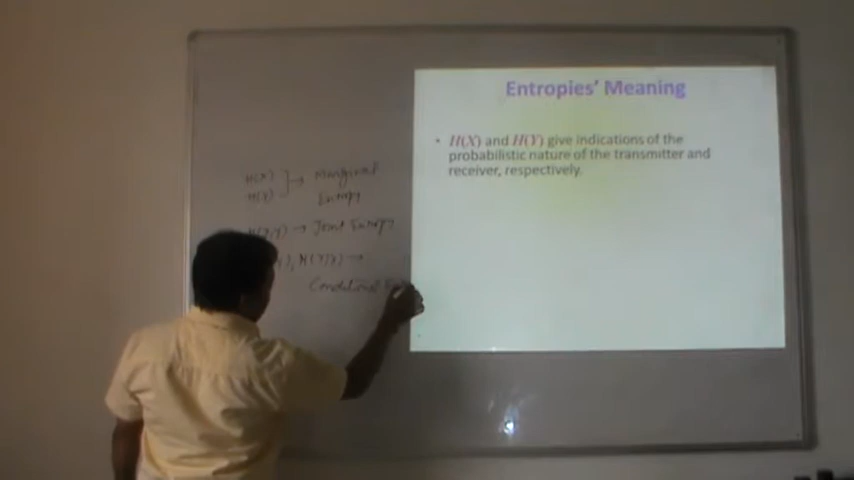 Entropies' Meaning
• H(X) and H(Y) give indications of the
probabilistic nature of the transmitter and
receiver, respectively.
H(X) } → Marginal
H(Y) Entropy
H(X,Y) → Joint Entropy
), H(Y/X) →
Conditional